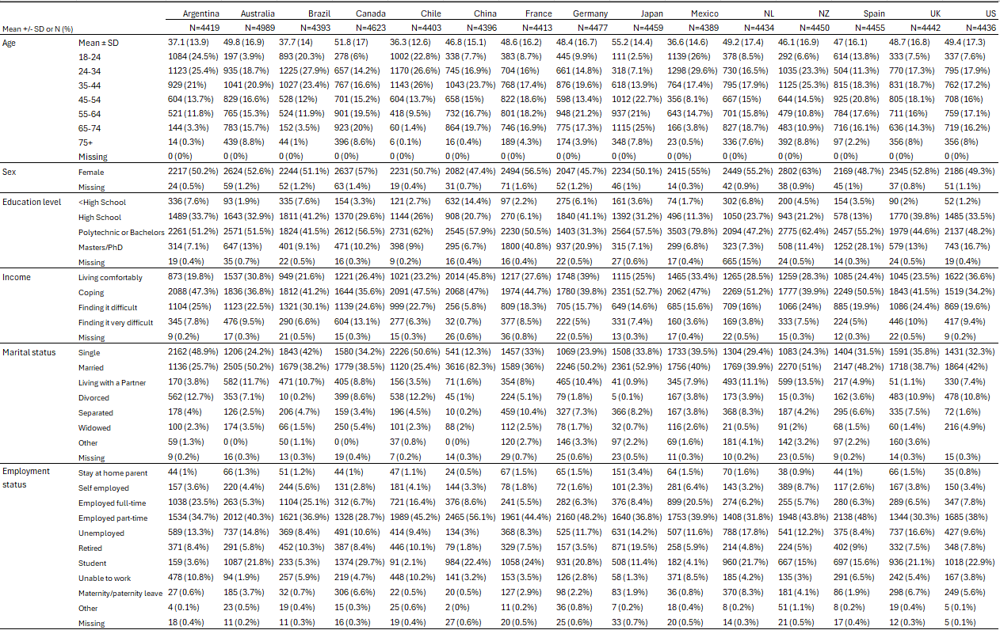 Argentina Australia Brazil Canada Chile China France Germany Japan Mexico NL NZ Spain UK US
Mean +/- SD or N (%) N=4419 N=4989 N=4393 N=4623 N=4403 N=4396 N=4413 N=4477 N=4459 N=4389 N=4434 N=4450 N=4455 N=4442 N=4436
Age Mean ± SD 37.1 (13.9) 49.8 (16.9) 37.7 (14) 51.8 (17) 36.3 (12.6) 46.8 (15.1) 48.6 (16.2) 48.4 (16.7) 55.2 (14.4) 36.6 (14.6) 49.2 (17.4) 46.1 (16.9) 47 (16.1) 48.7 (16.8) 49.4 (17.3)
18-24 1084 (24.5%) 197 (3.9%) 893 (20.3%) 278 (6%) 1002 (22.8%) 338 (7.7%) 383 (8.7%) 445 (9.9%) 111 (2.5%) 1139 (26%) 378 (8.5%) 292 (6.6%) 614 (13.8%) 333 (7.5%) 337 (7.6%)
24-34 1123 (25.4%) 935 (18.7%) 1225 (27.9%) 657 (14.2%) 1170 (26.6%) 745 (16.9%) 704 (16%) 661 (14.8%) 318 (7.1%) 1298 (29.6%) 730 (16.5%) 1035 (23.3%) 504 (11.3%) 770 (17.3%) 795 (17.9%)
35-44 929 (21%) 1041 (20.9%) 1027 (23.4%) 767 (16.6%) 1143 (26%) 1043 (23.7%) 768 (17.4%) 876 (19.6%) 618 (13.9%) 764 (17.4%) 795 (17.9%) 1125 (25.3%) 815 (18.3%) 831 (18.7%) 762 (17.2%)
45-54 604 (13.7%) 829 (16.6%) 528 (12%) 701 (15.2%) 604 (13.7%) 658 (15%) 822 (18.6%) 598 (13.4%) 1012 (22.7%) 356 (8.1%) 667 (15%) 644 (14.5%) 925 (20.8%) 805 (18.1%) 708 (16%)
55-64 521 (11.8%) 765 (15.3%) 524 (11.9%) 901 (19.5%) 418 (9.5%) 732 (16.7%) 801 (18.2%) 948 (21.2%) 937 (21%) 643 (14.7%) 701 (15.8%) 479 (10.8%) 784 (17.6%) 711 (16%) 759 (17.1%)
65-74 144 (3.3%) 783 (15.7%) 152 (3.5%) 923 (20%) 60 (1.4%) 864 (19.7%) 746 (16.9%) 775 (17.3%) 1115 (25%) 166 (3.8%) 827 (18.7%) 483 (10.9%) 716 (16.1%) 636 (14.3%) 719 (16.2%)
75+ 14 (0.3%) 439 (8.8%) 44 (1%) 396 (8.6%) 6 (0.1%) 16 (0.4%) 189 (4.3%) 174 (3.9%) 348 (7.8%) 23 (0.5%) 336 (7.6%) 392 (8.8%) 97 (2.2%) 356 (8%) 356 (8%)
Missing 0 (0%) 0 (0%) 0 (0%) 0 (0%) 0 (0%) 0 (0%) 0 (0%) 0 (0%) 0 (0%) 0 (0%) 0 (0%) 0 (0%) 0 (0%) 0 (0%) 0 (0%)
Sex Female 2217 (50.2%) 2624 (52.6%) 2244 (51.1%) 2637 (57%) 2231 (50.7%) 2082 (47.4%) 2494 (56.5%) 2047 (45.7%) 2234 (50.1%) 2415 (55%) 2449 (55.2%) 2802 (63%) 2169 (48.7%) 2345 (52.8%) 2186 (49.3%)
Missing 24 (0.5%) 59 (1.2%) 52 (1.2%) 63 (1.4%) 19 (0.4%) 31 (0.7%) 71 (1.6%) 52 (1.2%) 46 (1%) 14 (0.3%) 42 (0.9%) 38 (0.9%) 45 (1%) 37 (0.8%) 51 (1.1%)
Education level <High School 336 (7.6%) 93 (1.9%) 335 (7.6%) 154 (3.3%) 121 (2.7%) 632 (14.4%) 97 (2.2%) 275 (6.1%) 161 (3.6%) 74 (1.7%) 302 (6.8%) 200 (4.5%) 154 (3.5%) 90 (2%) 52 (1.2%)
High School 1489 (33.7%) 1643 (32.9%) 1811 (41.2%) 1370 (29.6%) 1144 (26%) 908 (20.7%) 270 (6.1%) 1840 (41.1%) 1392 (31.2%) 496 (11.3%) 1050 (23.7%) 943 (21.2%) 578 (13%) 1770 (39.8%) 1485 (33.5%)
Polytechnic or Bachelors 2261 (51.2%) 2571 (51.5%) 1824 (41.5%) 2612 (56.5%) 2731 (62%) 2545 (57.9%) 2230 (50.5%) 1403 (31.3%) 2564 (57.5%) 3503 (79.8%) 2094 (47.2%) 2775 (62.4%) 2457 (55.2%) 1979 (44.6%) 2137 (48.2%)
Masters/PhD 314 (7.1%) 647 (13%) 401 (9.1%) 471 (10.2%) 398 (9%) 295 (6.7%) 1800 (40.8%) 937 (20.9%) 315 (7.1%) 299 (6.8%) 323 (7.3%) 508 (11.4%) 1252 (28.1%) 579 (13%) 743 (16.7%)
Missing 19 (0.4%) 35 (0.7%) 22 (0.5%) 16 (0.3%) 9 (0.2%) 16 (0.4%) 16 (0.4%) 22 (0.5%) 27 (0.6%) 17 (0.4%) 665 (15%) 24 (0.5%) 14 (0.3%) 24 (0.5%) 19 (0.4%)
Income Living comfortably 873 (19.8%) 1537 (30.8%) 949 (21.6%) 1221 (26.4%) 1021 (23.2%) 2014 (45.8%) 1217 (27.6%) 1748 (39%) 1115 (25%) 1465 (33.4%) 1265 (28.5%) 1259 (28.3%) 1085 (24.4%) 1045 (23.5%) 1622 (36.6%)
Coping 2088 (47.3%) 1836 (36.8%) 1812 (41.2%) 1644 (35.6%) 2091 (47.5%) 2068 (47%) 1974 (44.7%) 1780 (39.8%) 2351 (52.7%) 2062 (47%) 2269 (51.2%) 1777 (39.9%) 2249 (50.5%) 1843 (41.5%) 1519 (34.2%)
Finding it difficult 1104 (25%) 1123 (22.5%) 1321 (30.1%) 1139 (24.6%) 999 (22.7%) 256 (5.8%) 809 (18.3%) 705 (15.7%) 649 (14.6%) 685 (15.6%) 709 (16%) 1066 (24%) 885 (19.9%) 1086 (24.4%) 869 (19.6%)
Finding it very difficult 345 (7.8%) 476 (9.5%) 290 (6.6%) 604 (13.1%) 277 (6.3%) 32 (0.7%) 377 (8.5%) 222 (5%) 331 (7.4%) 160 (3.6%) 169 (3.8%) 333 (7.5%) 224 (5%) 446 (10%) 417 (9.4%)
Missing 9 (0.2%) 17 (0.3%) 21 (0.5%) 15 (0.3%) 15 (0.3%) 26 (0.6%) 36 (0.8%) 22 (0.5%) 13 (0.3%) 17 (0.4%) 22 (0.5%) 15 (0.3%) 12 (0.3%) 22 (0.5%) 9 (0.2%)
Marital status Single 2162 (48.9%) 1206 (24.2%) 1843 (42%) 1580 (34.2%) 2226 (50.6%) 541 (12.3%) 1457 (33%) 1069 (23.9%) 1508 (33.8%) 1733 (39.5%) 1304 (29.4%) 1083 (24.3%) 1404 (31.5%) 1591 (35.8%) 1431 (32.3%)
Married 1136 (25.7%) 2505 (50.2%) 1679 (38.2%) 1779 (38.5%) 1120 (25.4%) 3616 (82.3%) 1589 (36%) 2246 (50.2%) 2361 (52.9%) 1756 (40%) 1769 (39.9%) 2270 (51%) 2147 (48.2%) 1718 (38.7%) 1864 (42%)
Living with a Partner 170 (3.8%) 582 (11.7%) 471 (10.7%) 405 (8.8%) 156 (3.5%) 71 (1.6%) 354 (8%) 465 (10.4%) 41 (0.9%) 345 (7.9%) 493 (11.1%) 599 (13.5%) 217 (4.9%) 51 (1.1%) 330 (7.4%)
Divorced 562 (12.7%) 353 (7.1%) 10 (0.2%) 399 (8.6%) 538 (12.2%) 45 (1%) 224 (5.1%) 79 (1.8%) 5 (0.1%) 167 (3.8%) 173 (3.9%) 15 (0.3%) 162 (3.6%) 483 (10.9%) 478 (10.8%)
Separated 178 (4%) 126 (2.5%) 206 (4.7%) 159 (3.4%) 196 (4.5%) 10 (0.2%) 459 (10.4%) 327 (7.3%) 366 (8.2%) 167 (3.8%) 368 (8.3%) 187 (4.2%) 295 (6.6%) 335 (7.5%) 72 (1.6%)
Widowed 100 (2.3%) 174 (3.5%) 66 (1.5%) 250 (5.4%) 101 (2.3%) 88 (2%) 112 (2.5%) 78 (1.7%) 32 (0.7%) 116 (2.6%) 21 (0.5%) 91 (2%) 68 (1.5%) 60 (1.4%) 216 (4.9%)
Other 59 (1.3%) 0 (0%) 50 (1.1%) 0 (0%) 37 (0.8%) 0 (0%) 120 (2.7%) 146 (3.3%) 97 (2.2%) 69 (1.6%) 181 (4.1%) 142 (3.2%) 97 (2.2%) 160 (3.6%)
Missing 9 (0.2%) 16 (0.3%) 13 (0.3%) 19 (0.4%) 7 (0.2%) 14 (0.3%) 29 (0.7%) 25 (0.6%) 23 (0.5%) 11 (0.3%) 10 (0.2%) 23 (0.5%) 9 (0.2%) 14 (0.3%) 15 (0.3%)
Employment Stay at home parent 44 (1%) 66 (1.3%) 51 (1.2%) 44 (1%) 47 (1.1%) 24 (0.5%) 67 (1.5%) 65 (1.5%) 151 (3.4%) 64 (1.5%) 70 (1.6%) 38 (0.9%) 44 (1%) 66 (1.5%) 35 (0.8%)
status Self employed 157 (3.6%) 220 (4.4%) 244 (5.6%) 131 (2.8%) 181 (4.1%) 144 (3.3%) 78 (1.8%) 72 (1.6%) 101 (2.3%) 281 (6.4%) 143 (3.2%) 389 (8.7%) 117 (2.6%) 167 (3.8%) 150 (3.4%)
Employed full-time 1038 (23.5%) 263 (5.3%) 1104 (25.1%) 312 (6.7%) 721 (16.4%) 376 (8.6%) 241 (5.5%) 282 (6.3%) 376 (8.4%) 899 (20.5%) 274 (6.2%) 255 (5.7%) 280 (6.3%) 289 (6.5%) 347 (7.8%)
Employed part-time 1534 (34.7%) 2012 (40.3%) 1621 (36.9%) 1328 (28.7%) 1989 (45.2%) 2465 (56.1%) 1961 (44.4%) 2160 (48.2%) 1640 (36.8%) 1753 (39.9%) 1408 (31.8%) 1948 (43.8%) 2138 (48%) 1344 (30.3%) 1685 (38%)
Unemployed 589 (13.3%) 737 (14.8%) 369 (8.4%) 491 (10.6%) 414 (9.4%) 134 (3%) 368 (8.3%) 525 (11.7%) 631 (14.2%) 507 (11.6%) 788 (17.8%) 541 (12.2%) 375 (8.4%) 737 (16.6%) 427 (9.6%)
Retired 371 (8.4%) 291 (5.8%) 452 (10.3%) 387 (8.4%) 446 (10.1%) 79 (1.8%) 329 (7.5%) 157 (3.5%) 871 (19.5%) 258 (5.9%) 214 (4.8%) 224 (5%) 402 (9%) 332 (7.5%) 348 (7.8%)
Student 159 (3.6%) 1087 (21.8%) 233 (5.3%) 1374 (29.7%) 91 (2.1%) 984 (22.4%) 1058 (24%) 931 (20.8%) 508 (11.4%) 182 (4.1%) 960 (21.7%) 667 (15%) 697 (15.6%) 936 (21.1%) 1018 (22.9%)
Unable to work 478 (10.8%) 94 (1.9%) 257 (5.9%) 219 (4.7%) 448 (10.2%) 141 (3.2%) 153 (3.5%) 126 (2.8%) 58 (1.3%) 371 (8.5%) 185 (4.2%) 135 (3%) 291 (6.5%) 242 (5.4%) 167 (3.8%)
Maternity/paternity leave 27 (0.6%) 185 (3.7%) 32 (0.7%) 306 (6.6%) 22 (0.5%) 20 (0.5%) 127 (2.9%) 98 (2.2%) 83 (1.9%) 36 (0.8%) 370 (8.3%) 181 (4.1%) 86 (1.9%) 298 (6.7%) 249 (5.6%)
Other 4 (0.1%) 23 (0.5%) 19 (0.4%) 15 (0.3%) 25 (0.6%) 2 (0%) 11 (0.2%) 36 (0.8%) 7 (0.2%) 18 (0.4%) 8 (0.2%) 51 (1.1%) 8 (0.2%) 19 (0.4%) 5 (0.1%)
Missing 18 (0.4%) 11 (0.2%) 11 (0.3%) 16 (0.3%) 19 (0.4%) 27 (0.6%) 20 (0.5%) 25 (0.6%) 33 (0.7%) 20 (0.5%) 14 (0.3%) 21 (0.5%) 17 (0.4%) 12 (0.3%) 5 (0.1%)